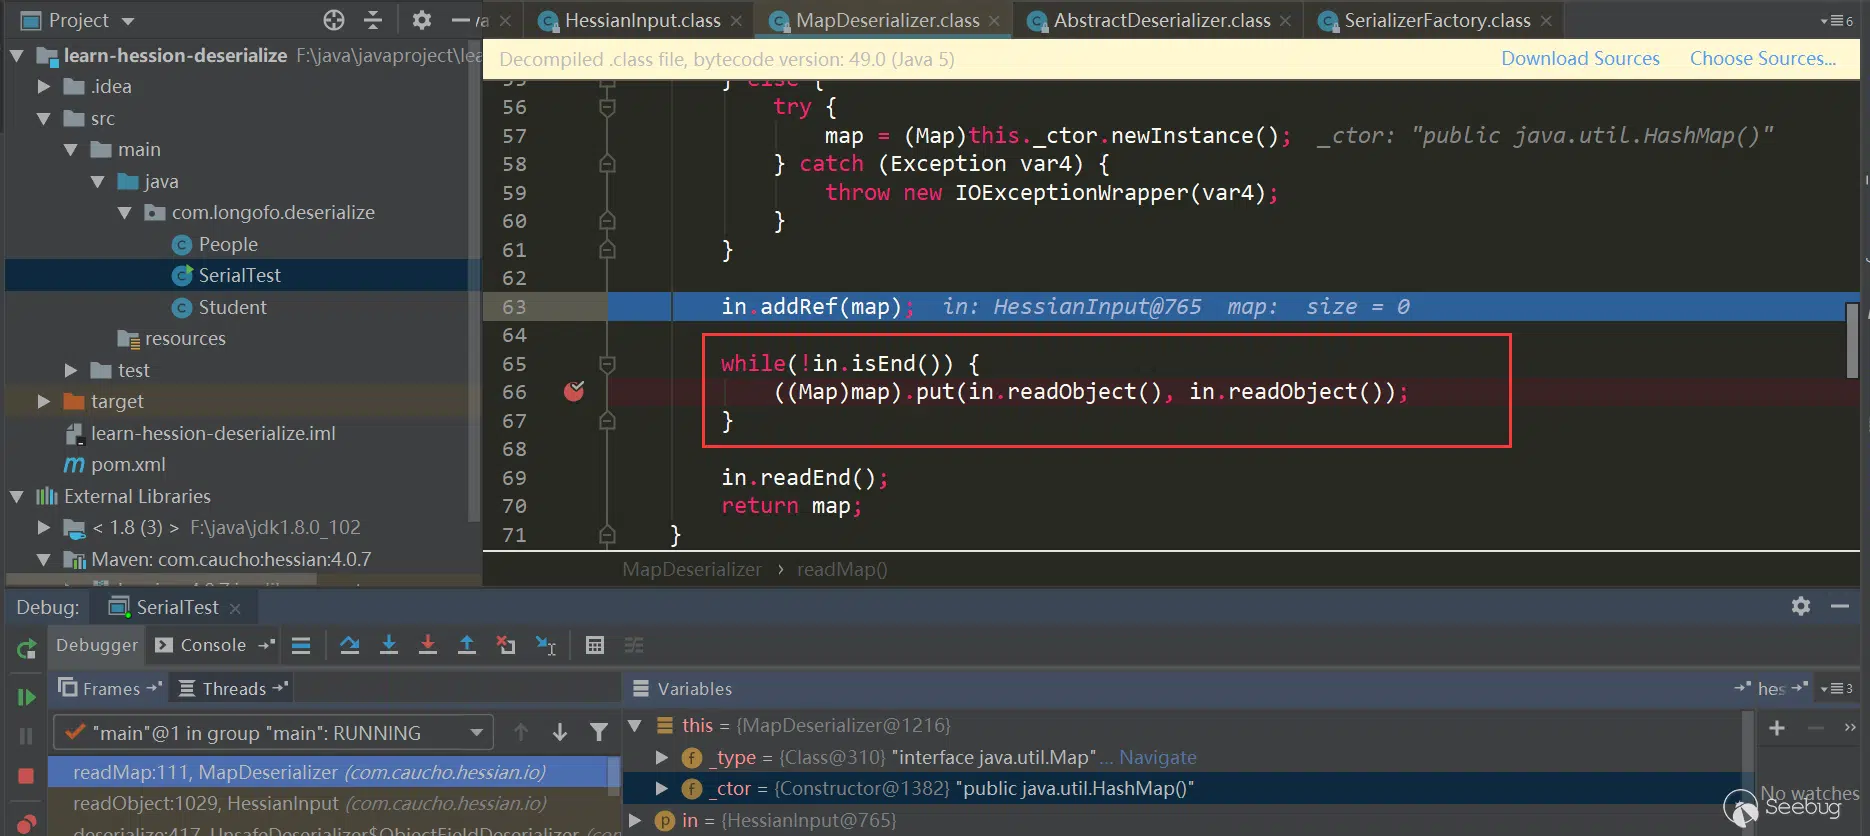 Project
va
HessianInput.class
MapDeserializer.class
AbstractDeserializer.class
SerializerFactory.class
6
learn-hession-deserialize F:\java\javaproject\lea
Decompiled .class file, bytecode version: 49.0 (Java 5)
Download Sources
Choose Sources...
.idea
src
main
java
com.longofo.deserialize
People
SerialTest
Student
resources
test
target
learn-hession-deserialize.iml
pom.xml
External Libraries
< 1.8 (3) > F:\java\jdk1.8.0_102
Maven: com.caucho:hessian:4.0.7
55 } else {
56 try {
57 map = (Map)this._ctor.newInstance(); _ctor: "public java.util.HashMap()"
58 } catch (Exception var4) {
59 throw new IOExceptionWrapper(var4);
60 }
61 }
62
63 in.addRef(map); in: HessianInput@765 map: size = 0
64
65 while(!in.isEnd()) {
66 ((Map)map).put(in.readObject(), in.readObject());
67 }
68
69 in.readEnd();
70 return map;
71 }
MapDeserializer › readMap()
Debug:
SerialTest
Debugger
Console
Frames
Threads
Variables
hes
3
"main"@1 in group "main": RUNNING
readMap:111, MapDeserializer (com.caucho.hessian.io)
readObject:1029, HessianInput (com.caucho.hessian.io)
deserialize:417, UnsafeDeserializer$ObjectFieldDeserializer (com
this = {MapDeserializer@1216}
_type = {Class@310} "interface java.util.Map"... Navigate
_ctor = {Constructor@1382} "public java.util.HashMap()"
in = {HessianInput@765}
No watches
Seebug